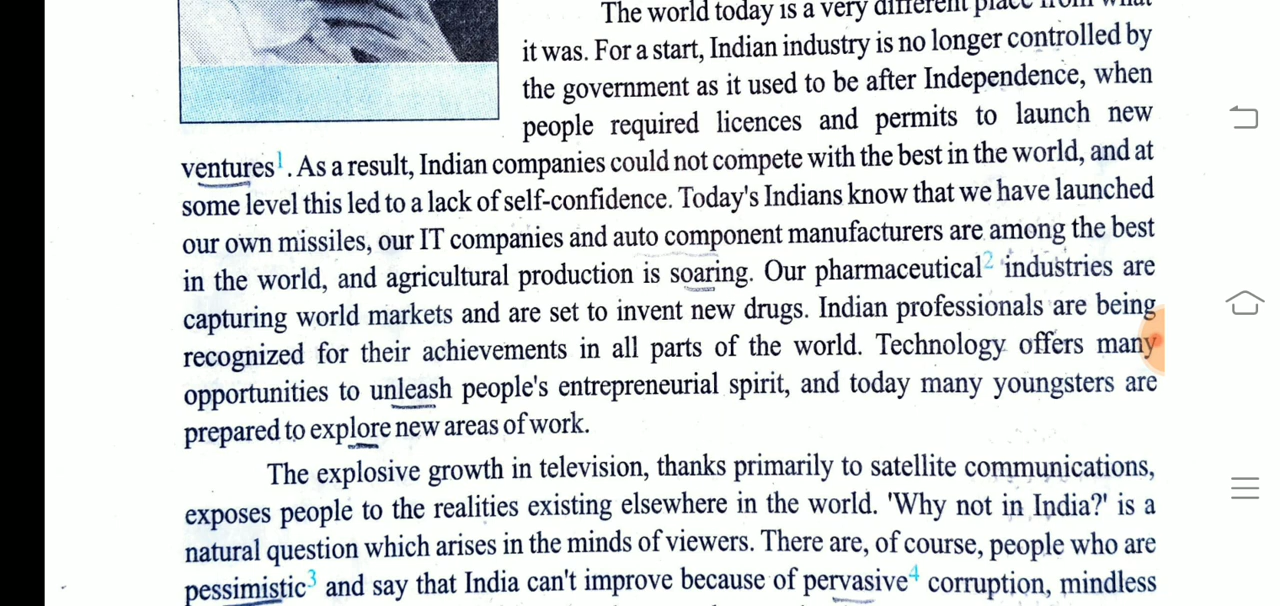 The world today is a very different place from what
it was. For a start, Indian industry is no longer controlled by
the government as it used to be after Independence, when
people required licences and permits to launch new
ventures¹. As a result, Indian companies could not compete with the best in the world, and at
some level this led to a lack of self-confidence. Today's Indians know that we have launched
our own missiles, our IT companies and auto component manufacturers are among the best
in the world, and agricultural production is soaring. Our pharmaceutical² industries are
capturing world markets and are set to invent new drugs. Indian professionals are being
recognized for their achievements in all parts of the world. Technology offers many
opportunities to unleash people's entrepreneurial spirit, and today many youngsters are
prepared to explore new areas of work.
The explosive growth in television, thanks primarily to satellite communications,
exposes people to the realities existing elsewhere in the world. 'Why not in India?' is a
natural question which arises in the minds of viewers. There are, of course, people who are
pessimistic³ and say that India can't improve because of pervasive⁴ corruption, mindless